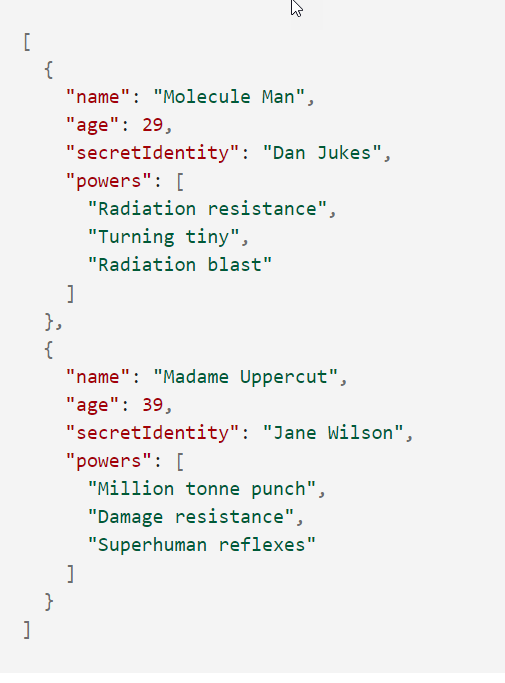 [
  {
    "name": "Molecule Man",
    "age": 29,
    "secretIdentity": "Dan Jukes",
    "powers": [
      "Radiation resistance",
      "Turning tiny",
      "Radiation blast"
    ]
  },
  {
    "name": "Madame Uppercut",
    "age": 39,
    "secretIdentity": "Jane Wilson",
    "powers": [
      "Million tonne punch",
      "Damage resistance",
      "Superhuman reflexes"
    ]
  }
]